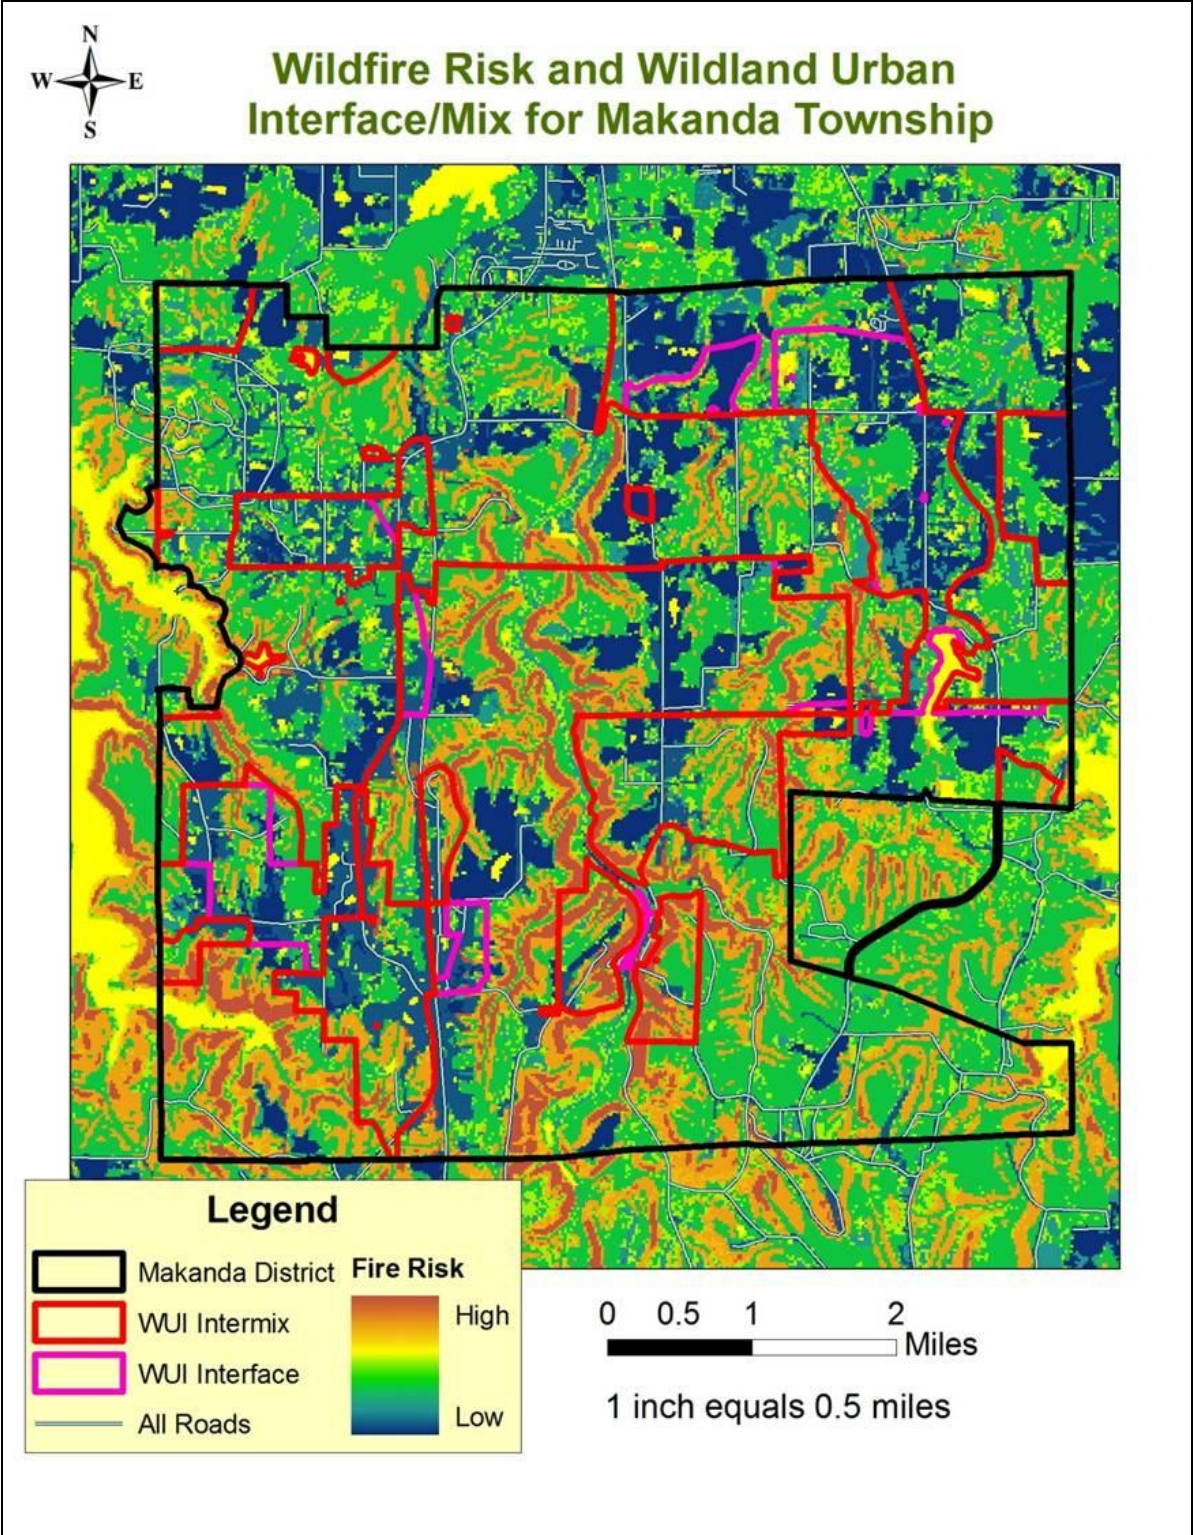 N
W E
S
Wildfire Risk and Wildland Urban
Interface/Mix for Makanda Township
Legend
Makanda District
WUI Intermix
WUI Interface
All Roads
Fire Risk
High
Low
0 0.5 1 2
Miles
1 inch equals 0.5 miles